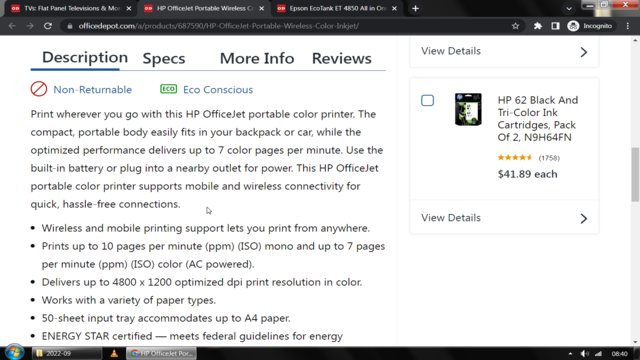 TVs: Flat Panel Televisions & Mo
HP OfficeJet Portable Wireless Co
Epson EcoTank ET 4850 All in One
officedepot.com/a/products/687590/HP-OfficeJet-Portable-Wireless-Color-Inkjet/
Incognito
Description
Specs
More Info
Reviews
Non-Returnable
ECO
Eco Conscious
Print wherever you go with this HP OfficeJet portable color printer. The
compact, portable body easily fits in your backpack or car, while the
optimized performance delivers up to 7 color pages per minute. Use the
built-in battery or plug into a nearby outlet for power. This HP OfficeJet
portable color printer supports mobile and wireless connectivity for
quick, hassle-free connections.
• Wireless and mobile printing support lets you print from anywhere.
• Prints up to 10 pages per minute (ppm) (ISO) mono and up to 7 pages
per minute (ppm) (ISO) color (AC powered).
• Delivers up to 4800 x 1200 optimized dpi print resolution in color.
• Works with a variety of paper types.
• 50-sheet input tray accommodates up to A4 paper.
• ENERGY STAR certified — meets federal guidelines for energy
View Details
HP 62 Black And
Tri-Color Ink
Cartridges, Pack
Of 2, N9H64FN
(1758)
$41.89 each
View Details
2022-09
HP OfficeJet Por...
08:40